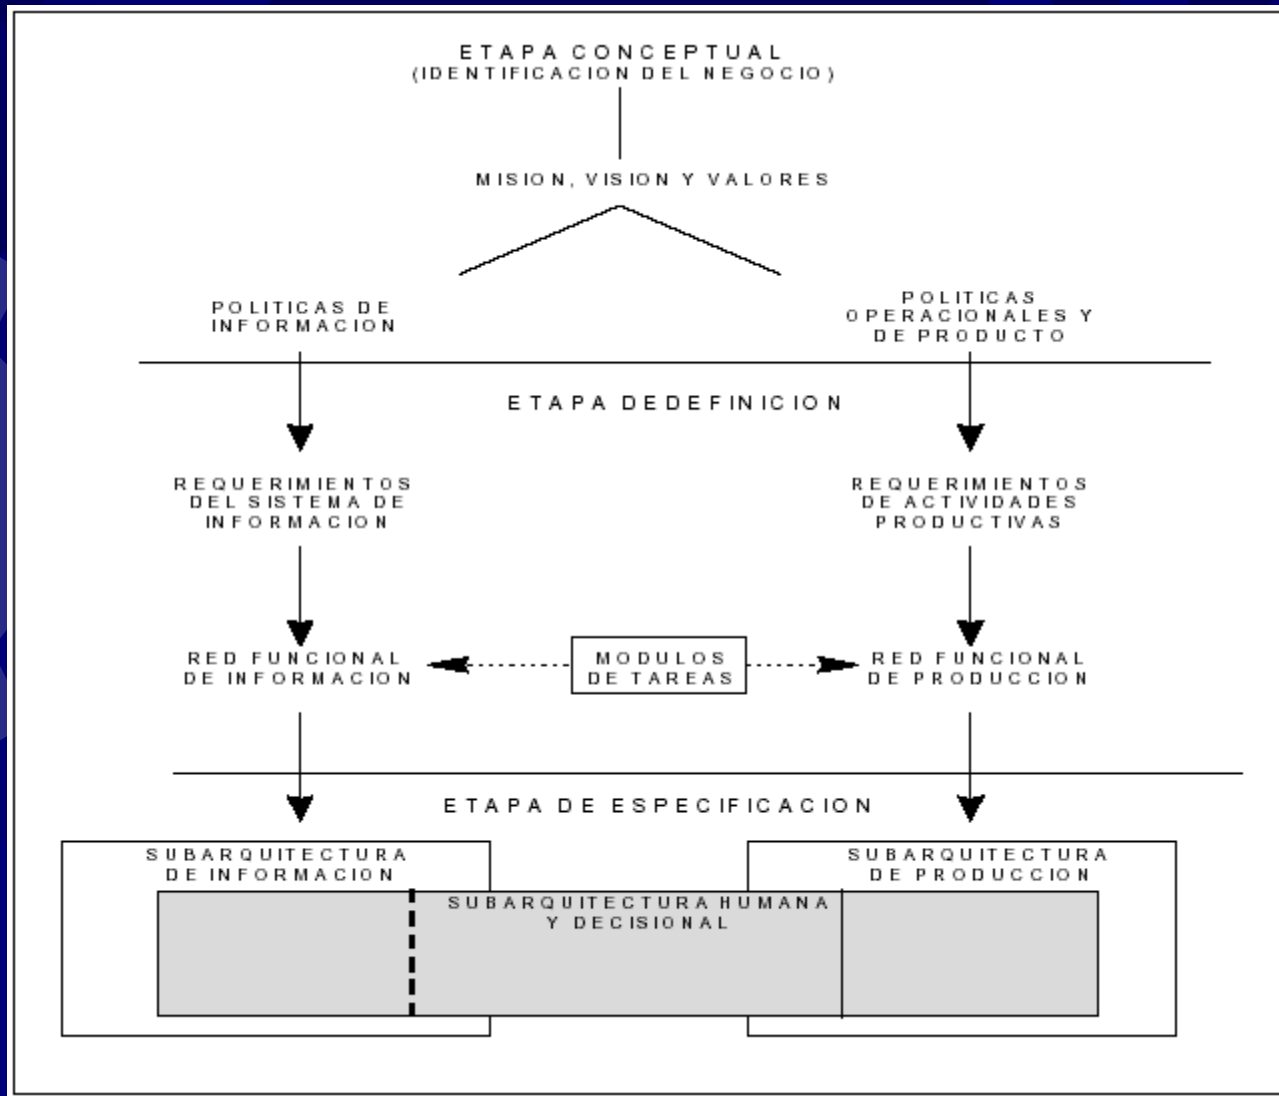 ETAPA CONCEPTUAL
(IDENTIFICACION DEL NEGOCIO)
MISION, VISION Y VALORES
POLITICAS DE
INFORMACION
POLITICAS
OPERACIONALES Y
DE PRODUCTO
ETAPA DEDEFINICION
REQUERIMIENTOS
DEL SISTEMA DE
INFORMACION
REQUERIMIENTOS
DE ACTIVIDADES
PRODUCTIVAS
RED FUNCIONAL
DE INFORMACION
MODULOS
DE TAREAS
RED FUNCIONAL
DE PRODUCCION
ETAPA DE ESPECIFICACION
SUBARQUITECTURA
DE INFORMACION
SUBARQUITECTURA
DE PRODUCCION
SUBARQUITECTURA HUMANA
Y DECISIONAL